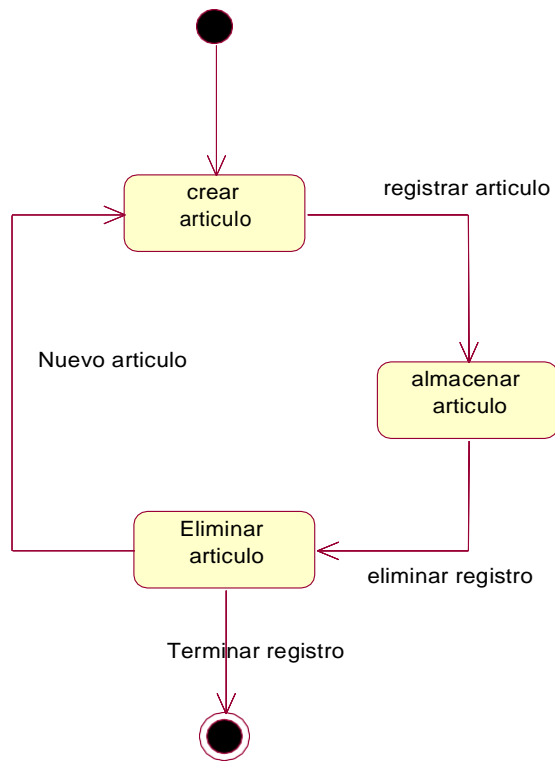 crear
articulo
registrar articulo
Nuevo articulo
almacenar
articulo
Eliminar
articulo
eliminar registro
Terminar registro